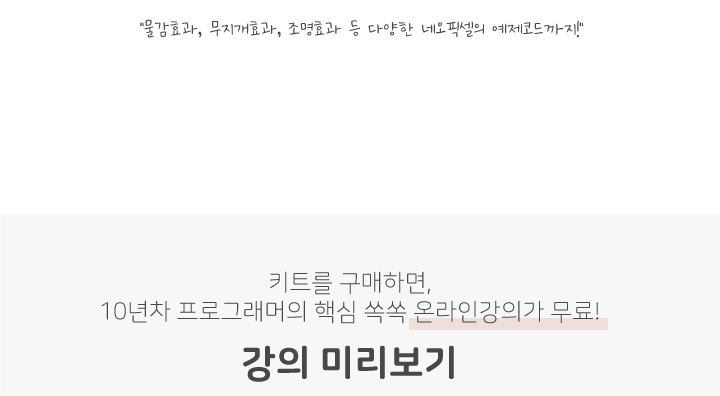 "물감효과, 무지개효과, 조명효과 등 다양한 네오픽셀의 예제코드까지!"
키트를 구매하면,
10년차 프로그래머의 핵심 쏙쏙 온라인강의가 무료!
강의 미리보기